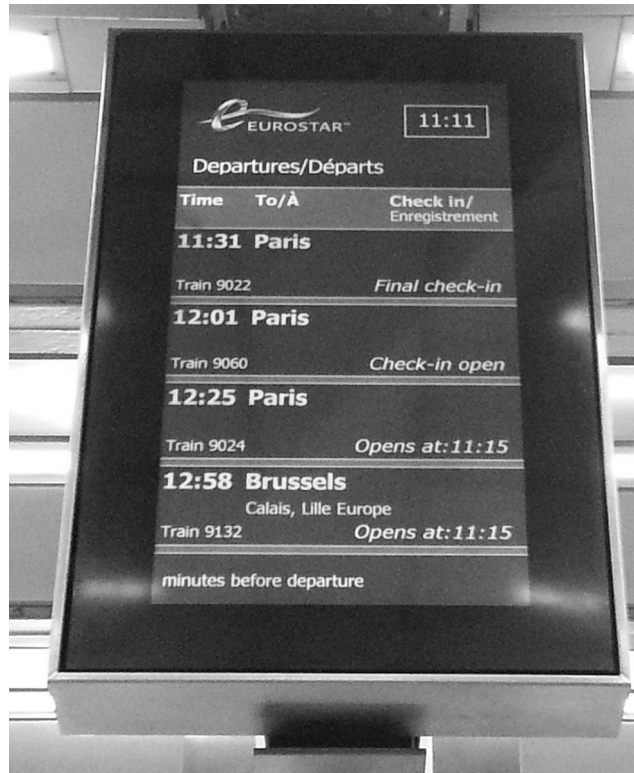 EUROSTAR™ 11:11
Departures/Départs
Time To/À Check in/
Enregistrement
11:31 Paris
Train 9022 Final check-in
12:01 Paris
Train 9060 Check-in open
12:25 Paris
Train 9024 Opens at:11:15
12:58 Brussels
Calais, Lille Europe
Train 9132 Opens at:11:15
minutes before departure